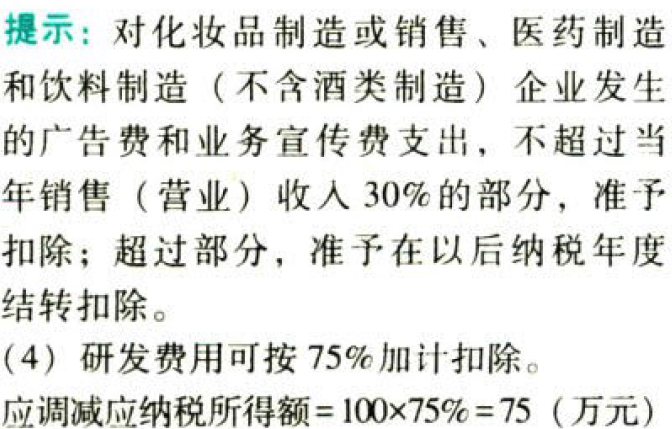 提示：对化妆品制造或销售、医药制造
和饮料制造（不含酒类制造）企业发生
的广告费和业务宣传费支出，不超过当
年销售（营业）收入 30%的部分，准予
扣除；超过部分，准予在以后纳税年度
结转扣除。
(4) 研发费用可按 75%加计扣除。
应调减应纳税所得额=100×75%=75（万元）